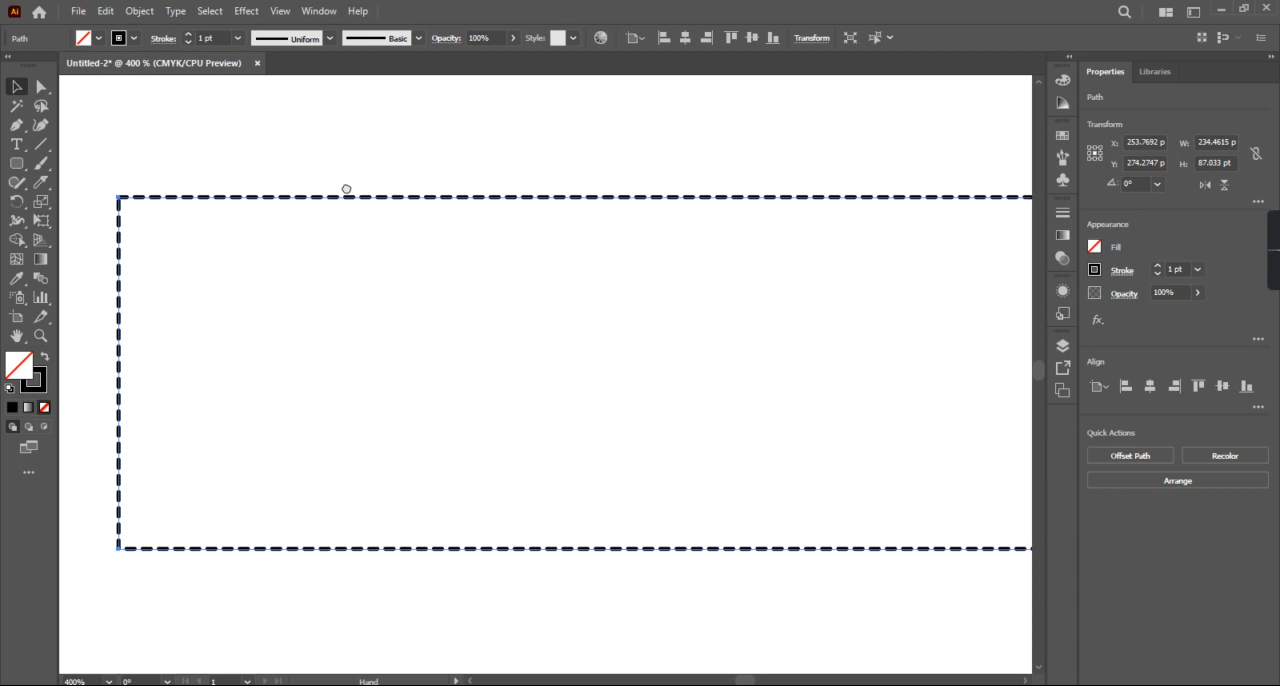 Ai File Edit Object Type Select Effect View Window Help
Path Stroke: 1 pt Uniform Basic Opacity: 100% Style: Transform
Untitled-2* @ 400 % (CMYK/CPU Preview) ×
Properties Libraries
Path
Transform
X: 253.7692 p W: 234.4615 p
Y: 274.2747 p H: 87.033 pt
0°
Appearance
Fill
Stroke 1 pt
Opacity 100%
fx.
Align
Quick Actions
Offset Path Recolor
Arrange
400% 0° 1 Hand